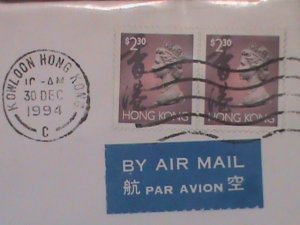 KOWLOON HONG KONG
10-AM
30 DEC
1994
C
$2.30
香港
HONG KONG
$2.30
香港
HONG KONG
BY AIR MAIL
航 PAR AVION 空